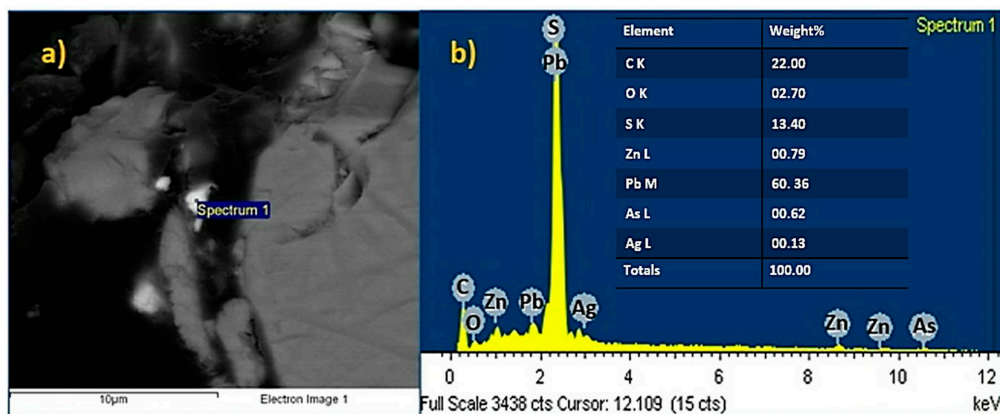 a)
Spectrum 1
10µm Electron Image 1
b)
Spectrum 1
S
Pb
Element Weight%
C K 22.00
O K 02.70
S K 13.40
Zn L 00.79
Pb M 60.36
As L 00.62
Ag L 00.13
Totals 100.00
C
O
Zn
Pb
Ag
Zn
Zn
As
0 2 4 6 8 10 12
Full Scale 3438 cts Cursor: 12.109 (15 cts) keV